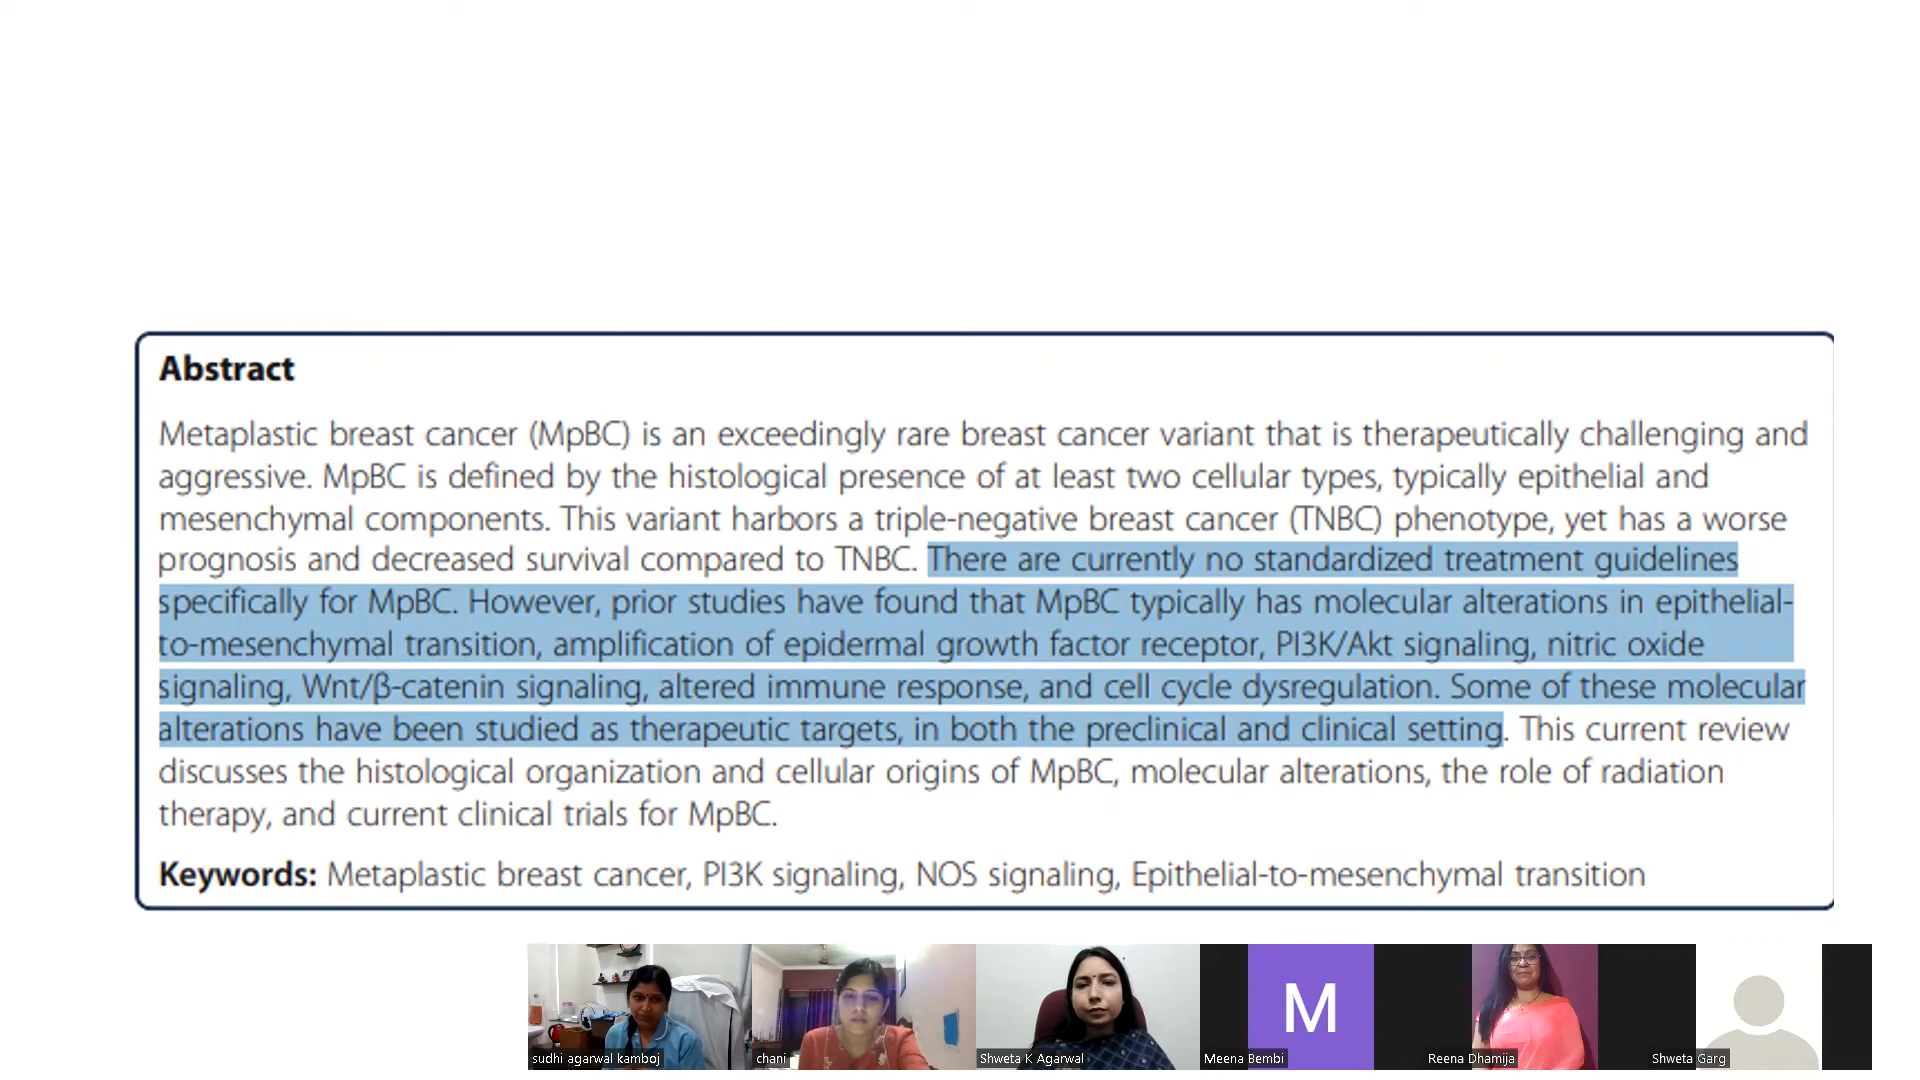 Abstract
Metaplastic breast cancer (MpBC) is an exceedingly rare breast cancer variant that is therapeutically challenging and
aggressive. MpBC is defined by the histological presence of at least two cellular types, typically epithelial and
mesenchymal components. This variant harbors a triple-negative breast cancer (TNBC) phenotype, yet has a worse
prognosis and decreased survival compared to TNBC. There are currently no standardized treatment guidelines
specifically for MpBC. However, prior studies have found that MpBC typically has molecular alterations in epithelial-
to-mesenchymal transition, amplification of epidermal growth factor receptor, PI3K/Akt signaling, nitric oxide
signaling, Wnt/β-catenin signaling, altered immune response, and cell cycle dysregulation. Some of these molecular
alterations have been studied as therapeutic targets, in both the preclinical and clinical setting. This current review
discusses the histological organization and cellular origins of MpBC, molecular alterations, the role of radiation
therapy, and current clinical trials for MpBC.
Keywords: Metaplastic breast cancer, PI3K signaling, NOS signaling, Epithelial-to-mesenchymal transition
M
sudhi agarwal kamboj chani Shweta K Agarwal Meena Bembi Reena Dhamija Shweta Garg